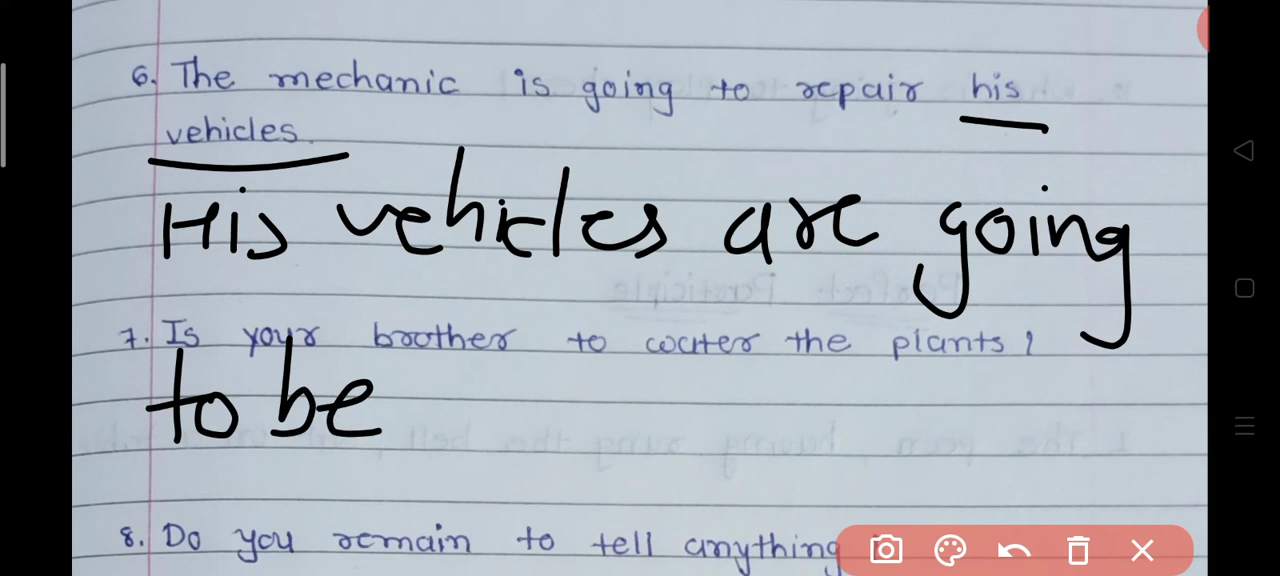 6. The mechanic is going to repair his
vehicles.
His vehicles are going
7. Is your brother to water the plants?
to be
8. Do you remain to tell anything